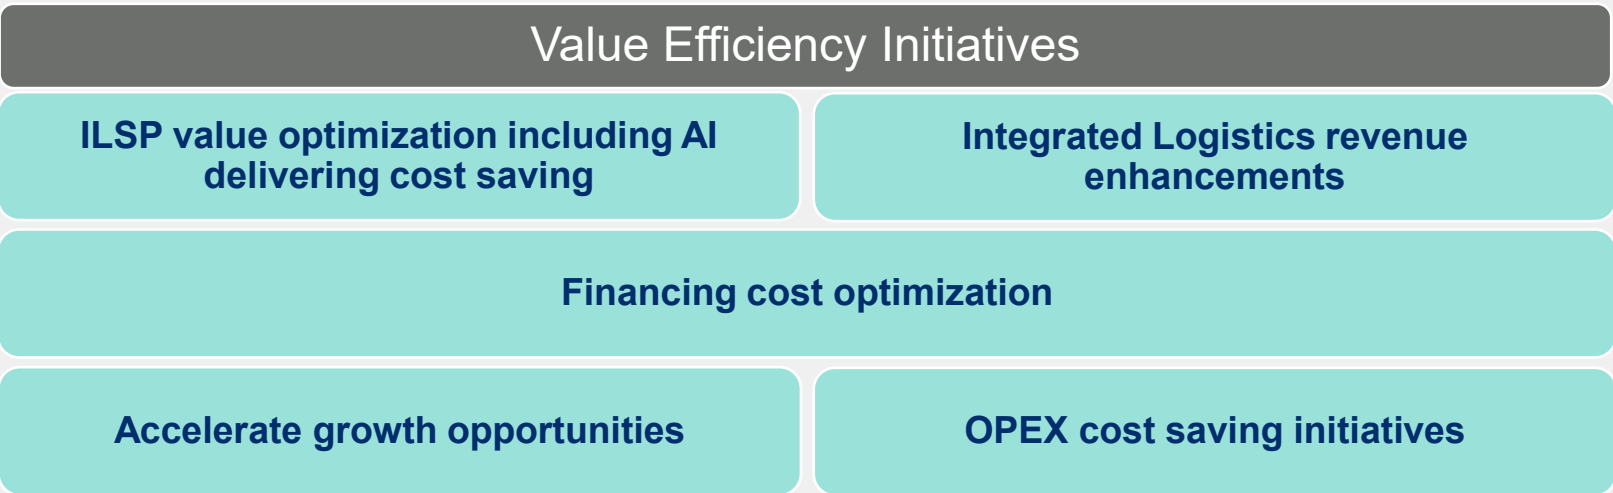 Value Efficiency Initiatives
ILSP value optimization including AI
delivering cost saving
Integrated Logistics revenue
enhancements
Financing cost optimization
Accelerate growth opportunities
OPEX cost saving initiatives